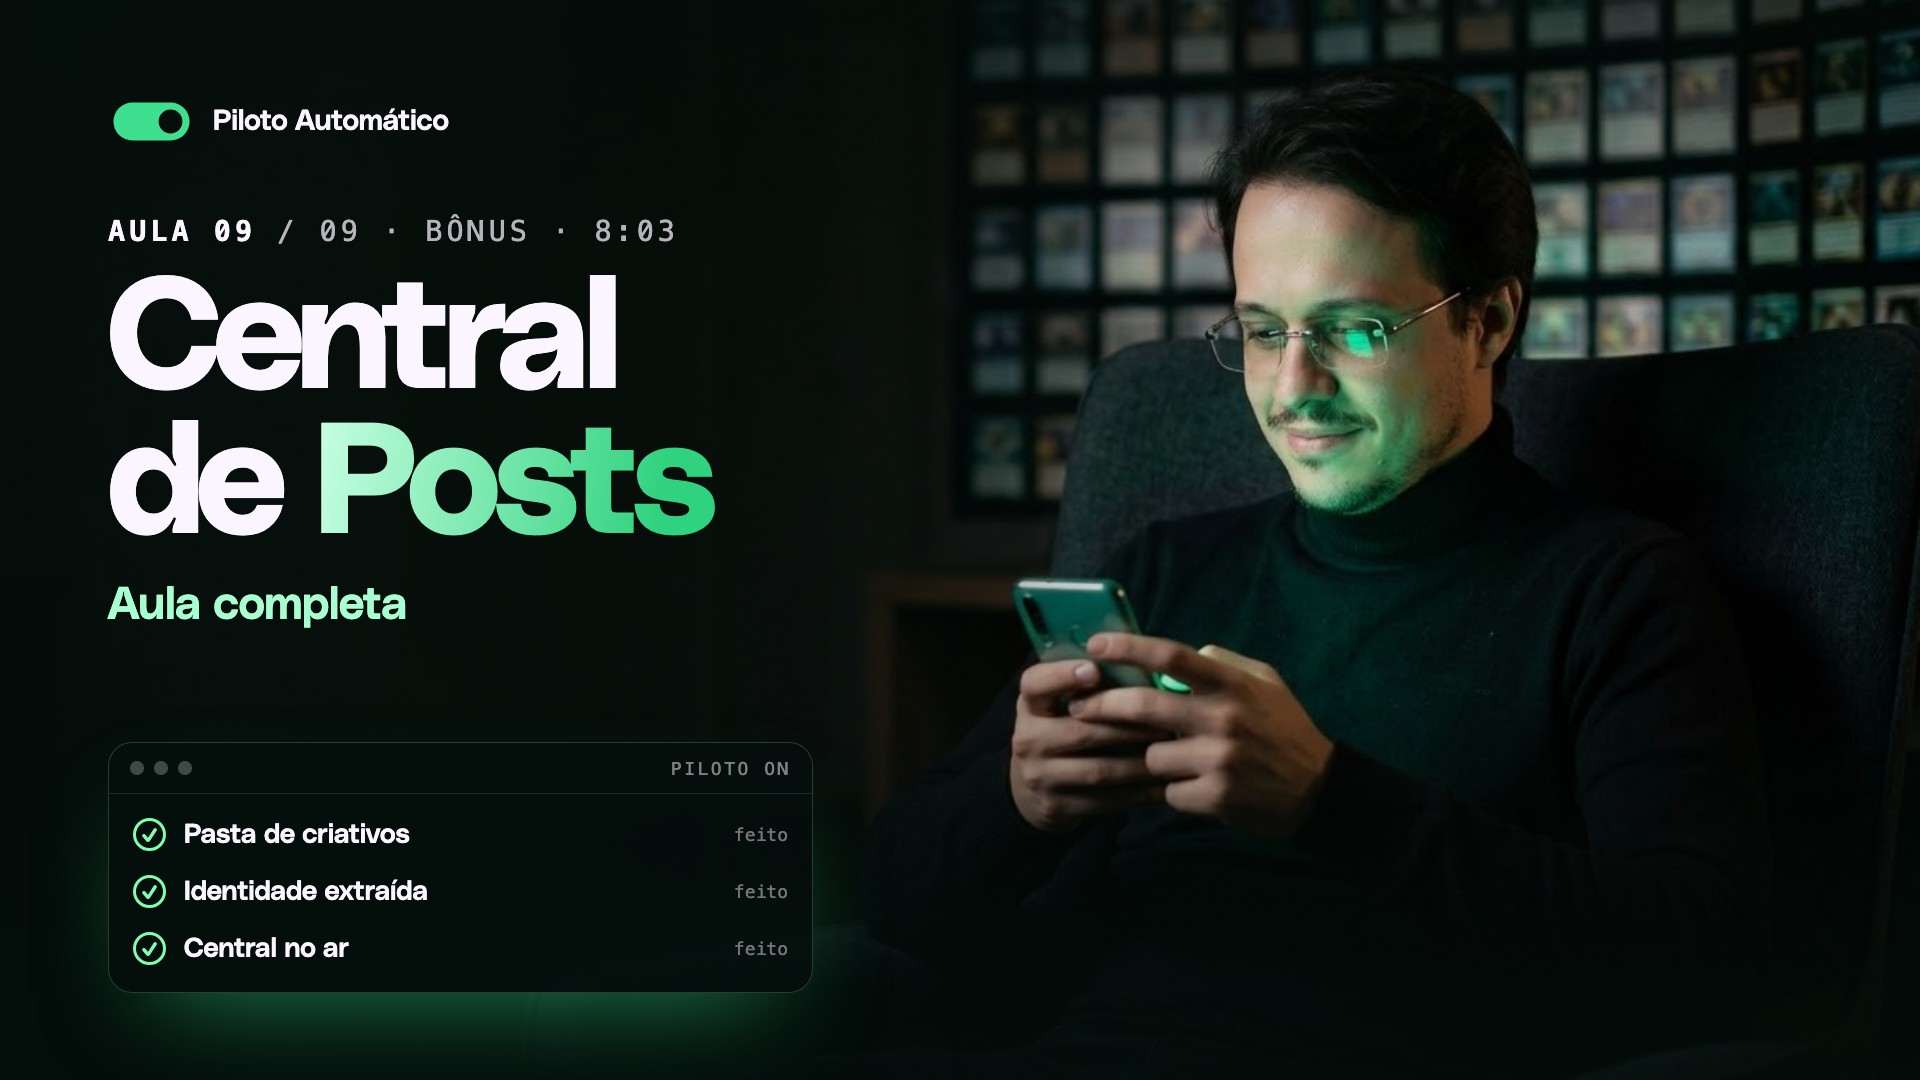 Piloto Automático
AULA 09 / 09 · BÔNUS · 8:03
Central
de Posts
Aula completa
PILOTO ON
Pasta de criativos feito
Identidade extraída feito
Central no ar feito